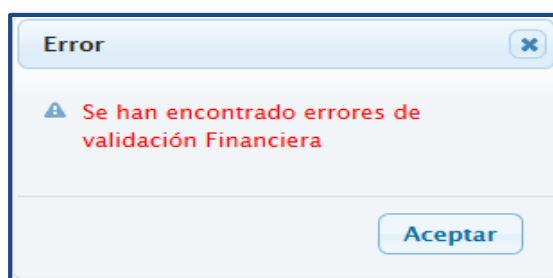 Error
Se han encontrado errores de
validación Financiera
Aceptar